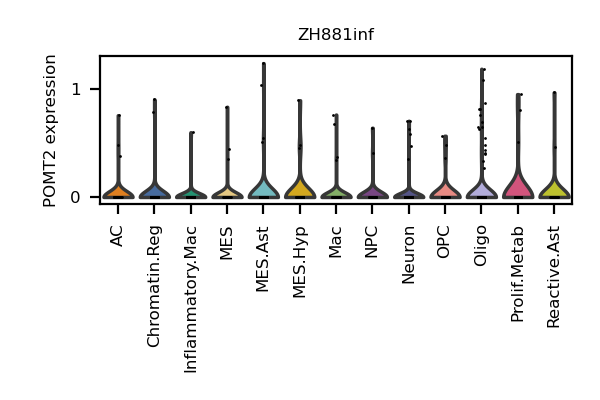 ZH881inf
POMT2 expression
1
0
AC
Chromatin.Reg
Inflammatory.Mac
MES
MES.Ast
MES.Hyp
Mac
NPC
Neuron
OPC
Oligo
Prolif.Metab
Reactive.Ast